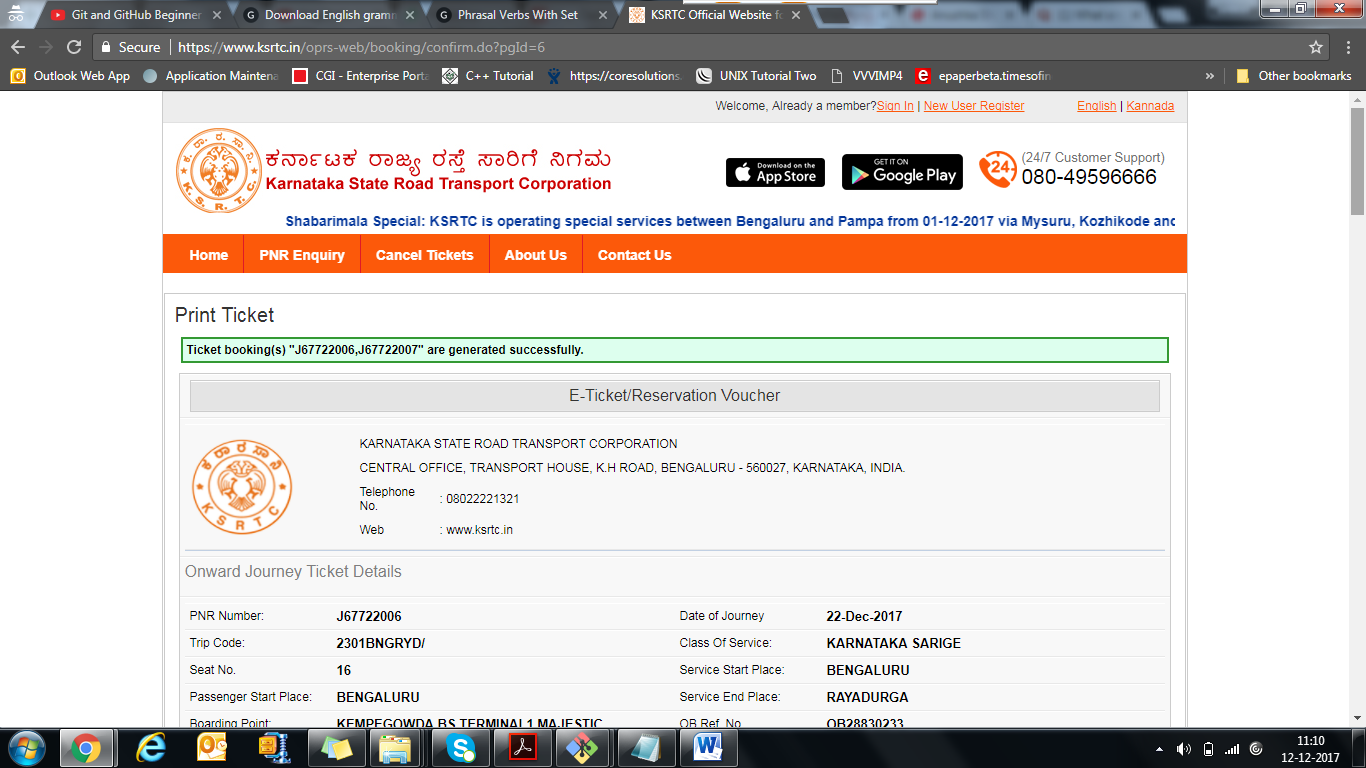 Git and GitHub Beginner
Download English gramm
Phrasal Verbs With Set
KSRTC Official Website fo
Secure
https://www.ksrtc.in/oprs-web/booking/confirm.do?pgId=6
Outlook Web App
Application Maintena
CGI - Enterprise Porta
C++ Tutorial
https://coresolutions.
UNIX Tutorial Two
VVVIMP4
epaperbeta.timesofin
»
Other bookmarks
Welcome, Already a member?Sign In | New User Register English | Kannada
ಕರ್ನಾಟಕ ರಾಜ್ಯ ರಸ್ತೆ ಸಾರಿಗೆ ನಿಗಮ
Karnataka State Road Transport Corporation
K.S.R.T.C.
Download on the
App Store
GET IT ON
Google Play
24
(24/7 Customer Support)
080-49596666
Shabarimala Special: KSRTC is operating special services between Bengaluru and Pampa from 01-12-2017 via Mysuru, Kozhikode and
Home PNR Enquiry Cancel Tickets About Us Contact Us
Print Ticket
Ticket booking(s) "J67722006,J67722007" are generated successfully.
E-Ticket/Reservation Voucher
ಕರಾರಸಾನಿ
KSRTC
KARNATAKA STATE ROAD TRANSPORT CORPORATION
CENTRAL OFFICE, TRANSPORT HOUSE, K.H ROAD, BENGALURU - 560027, KARNATAKA, INDIA.
Telephone
No. : 08022221321
Web : www.ksrtc.in
Onward Journey Ticket Details
PNR Number: J67722006 Date of Journey 22-Dec-2017
Trip Code: 2301BNGRYD/ Class Of Service: KARNATAKA SARIGE
Seat No. 16 Service Start Place: BENGALURU
Passenger Start Place: BENGALURU Service End Place: RAYADURGA
Boarding Point: KEMPEGOWDA BS TERMINAL1 MAJESTIC OB Ref. No. OB28830233
11:10
12-12-2017